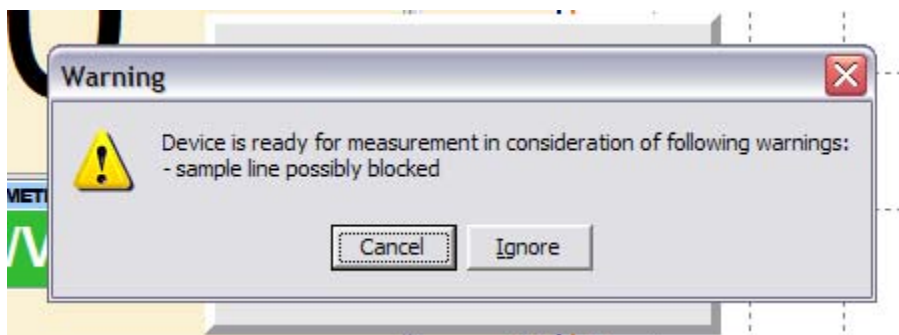 Warning
Device is ready for measurement in consideration of following warnings:
- sample line possibly blocked
Cancel
Ignore